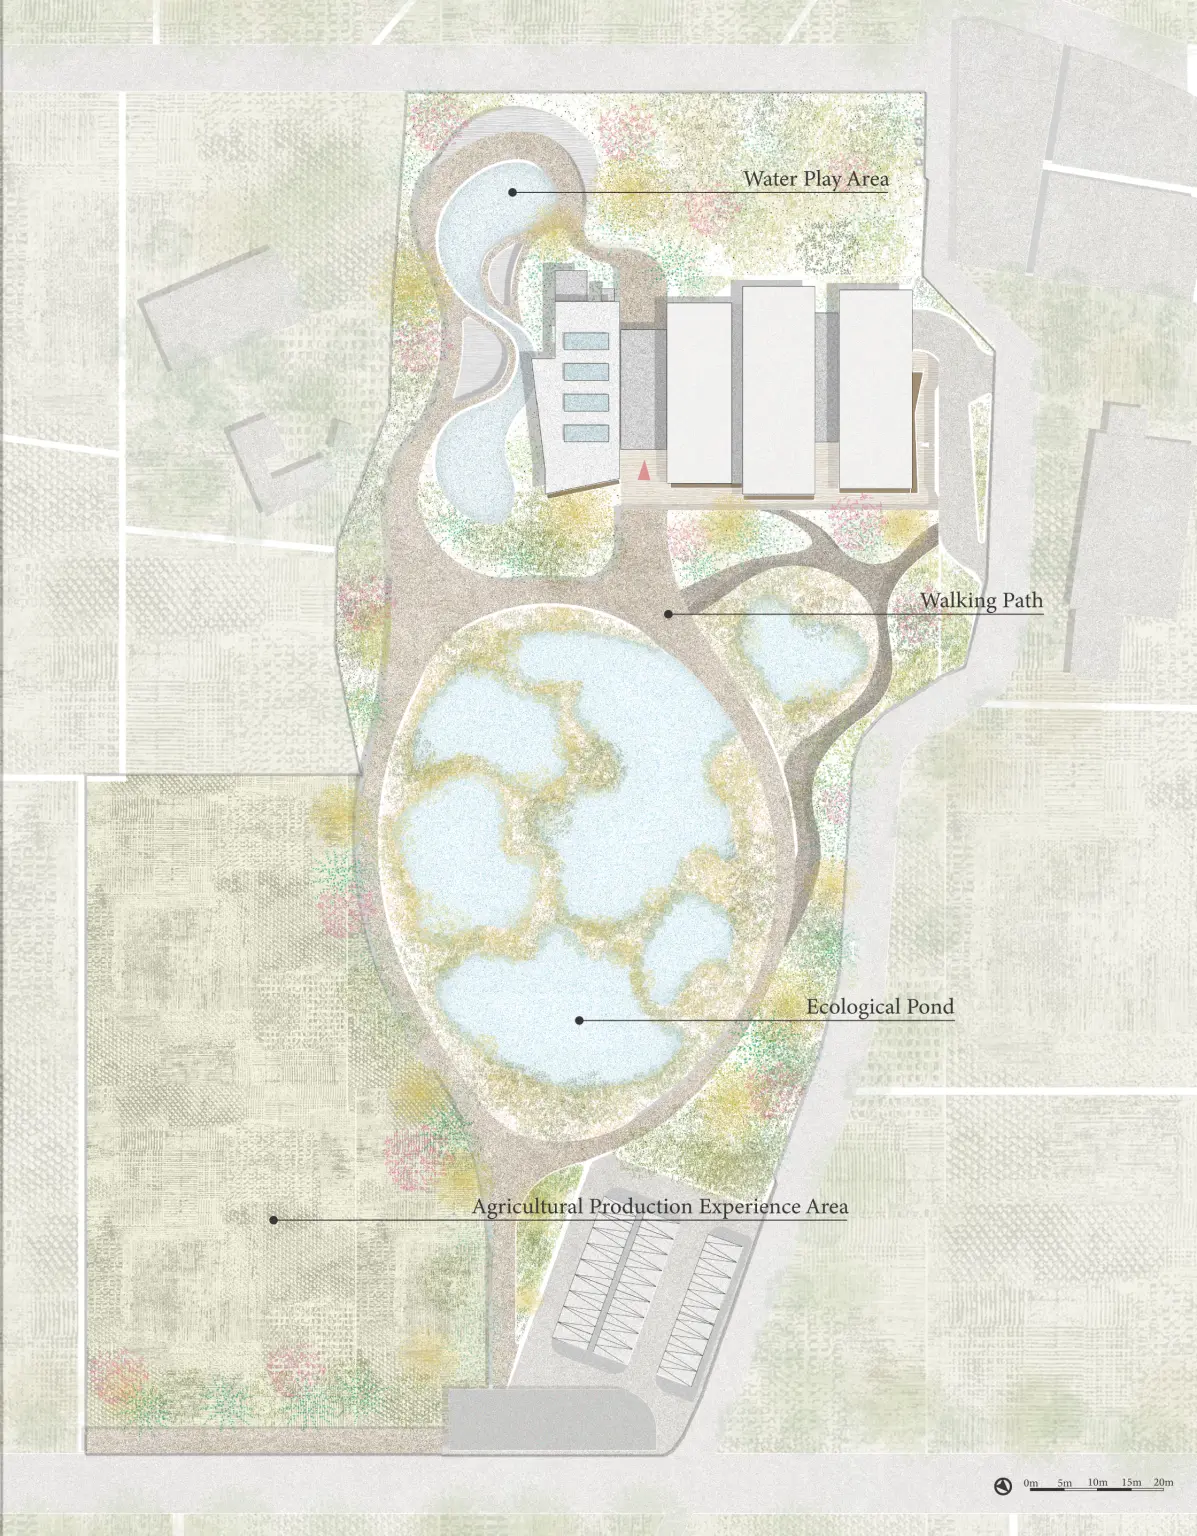 Water Play Area
Walking Path
Ecological Pond
Agricultural Production Experience Area
0m 5m 10m 15m 20m